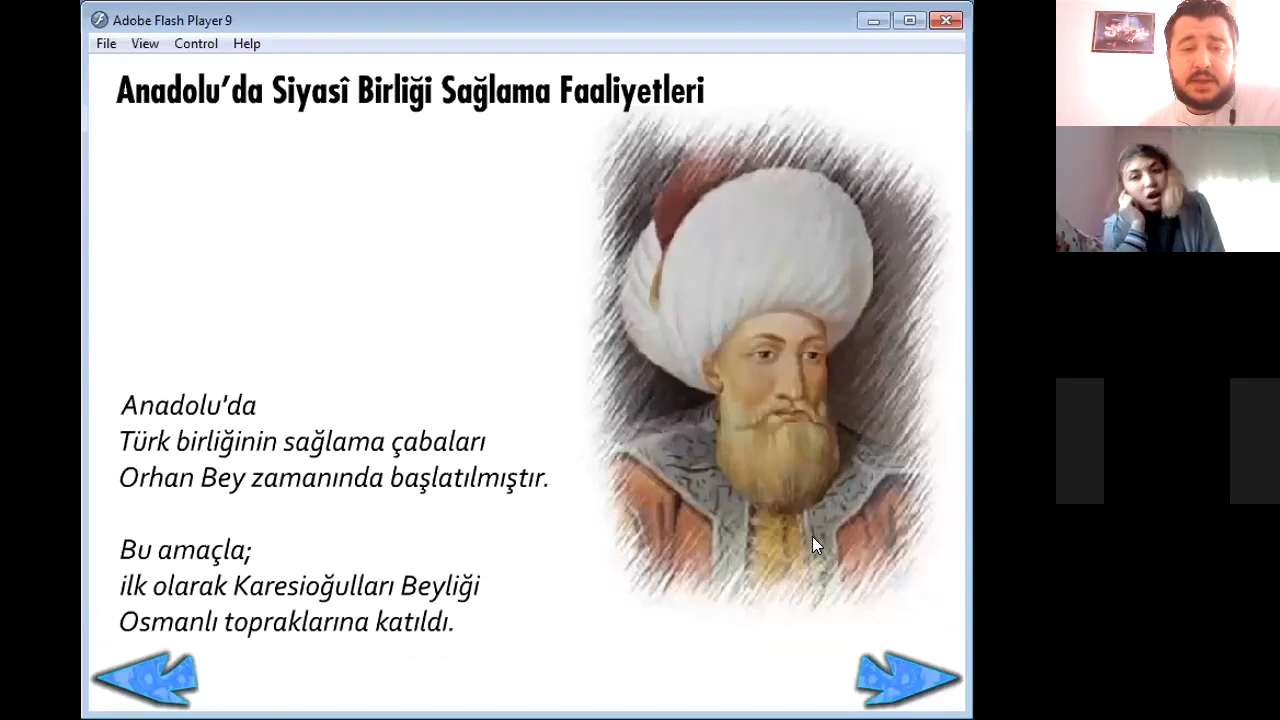 Adobe Flash Player 9
File View Control Help
Anadolu'da Siyasî Birliği Sağlama Faaliyetleri
Anadolu'da
Türk birliğinin sağlama çabaları
Orhan Bey zamanında başlatılmıştır.
Bu amaçla;
ilk olarak Karesioğulları Beyliği
Osmanlı topraklarına katıldı.